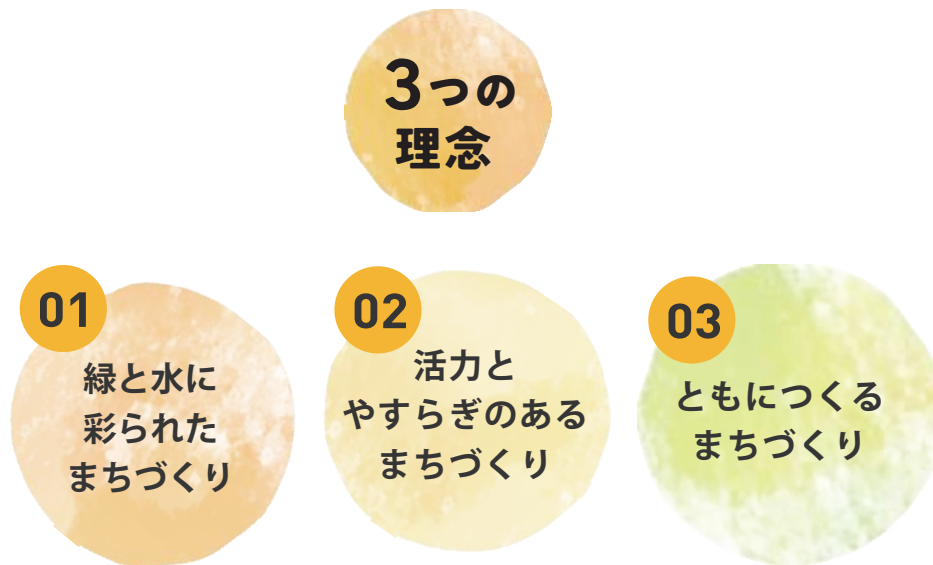 3つの
理念
01
緑と水に
彩られた
まちづくり
02
活力と
やすらぎのある
まちづくり
03
ともにつくる
まちづくり